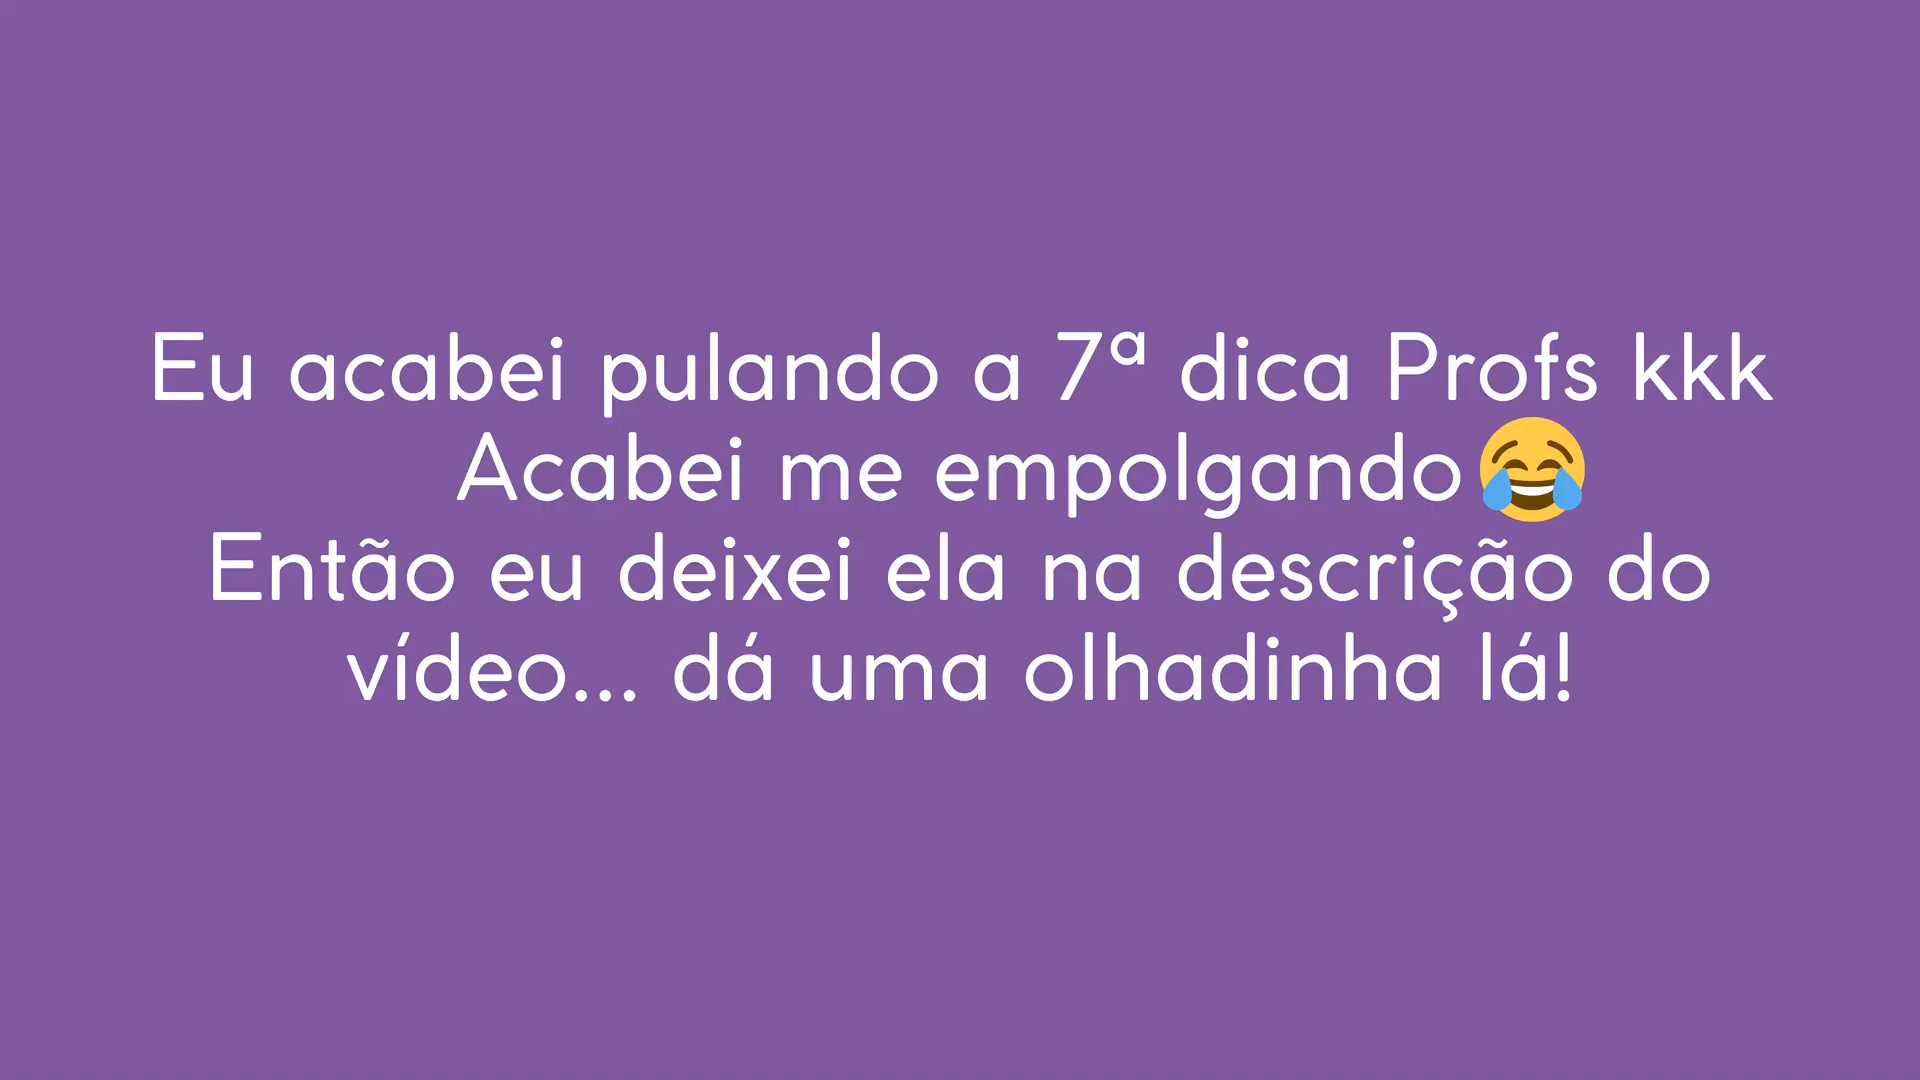 Eu acabei pulando a 7ª dica Profs kkk
Acabei me empolgando😂
Então eu deixei ela na descrição do
vídeo... dá uma olhadinha lá!